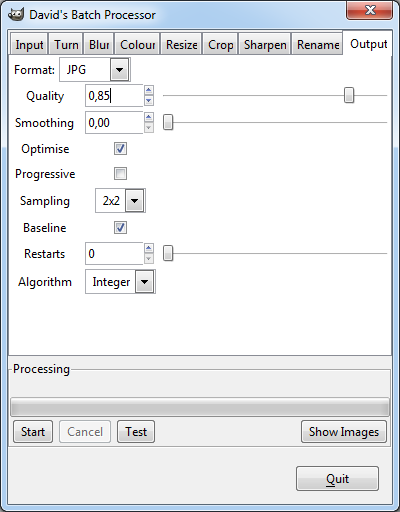 David's Batch Processor
Input Turn Blur Colour Resize Crop Sharpen Rename Output
Format: JPG
Quality 0,85
Smoothing 0,00
Optimise
Progressive
Sampling 2x2
Baseline
Restarts 0
Algorithm Integer
Processing
Start Cancel Test Show Images
Quit